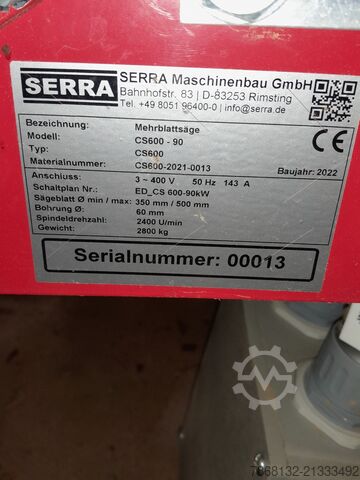 SERRA
SERRA Maschinenbau GmbH
Bahnhofstr. 83 | D-83253 Rimsting
Tel. +49 8051 96400-0 | info@serra.de
Bezeichnung: Mehrblattsäge
Modell: CS600 - 90
Typ: CS600
Materialnummer: CS600-2021-0013 Baujahr: 2022
Anschluss: 3 ~ 400 V 50 Hz 143 A
Schaltplan Nr.: ED_CS 600-90kW
Sägeblatt Ø min / max: 350 mm / 500 mm
Bohrung Ø: 60 mm
Spindeldrehzahl: 2400 U/min
Gewicht: 2800 kg
Serialnummer: 00013
7868132-21333492